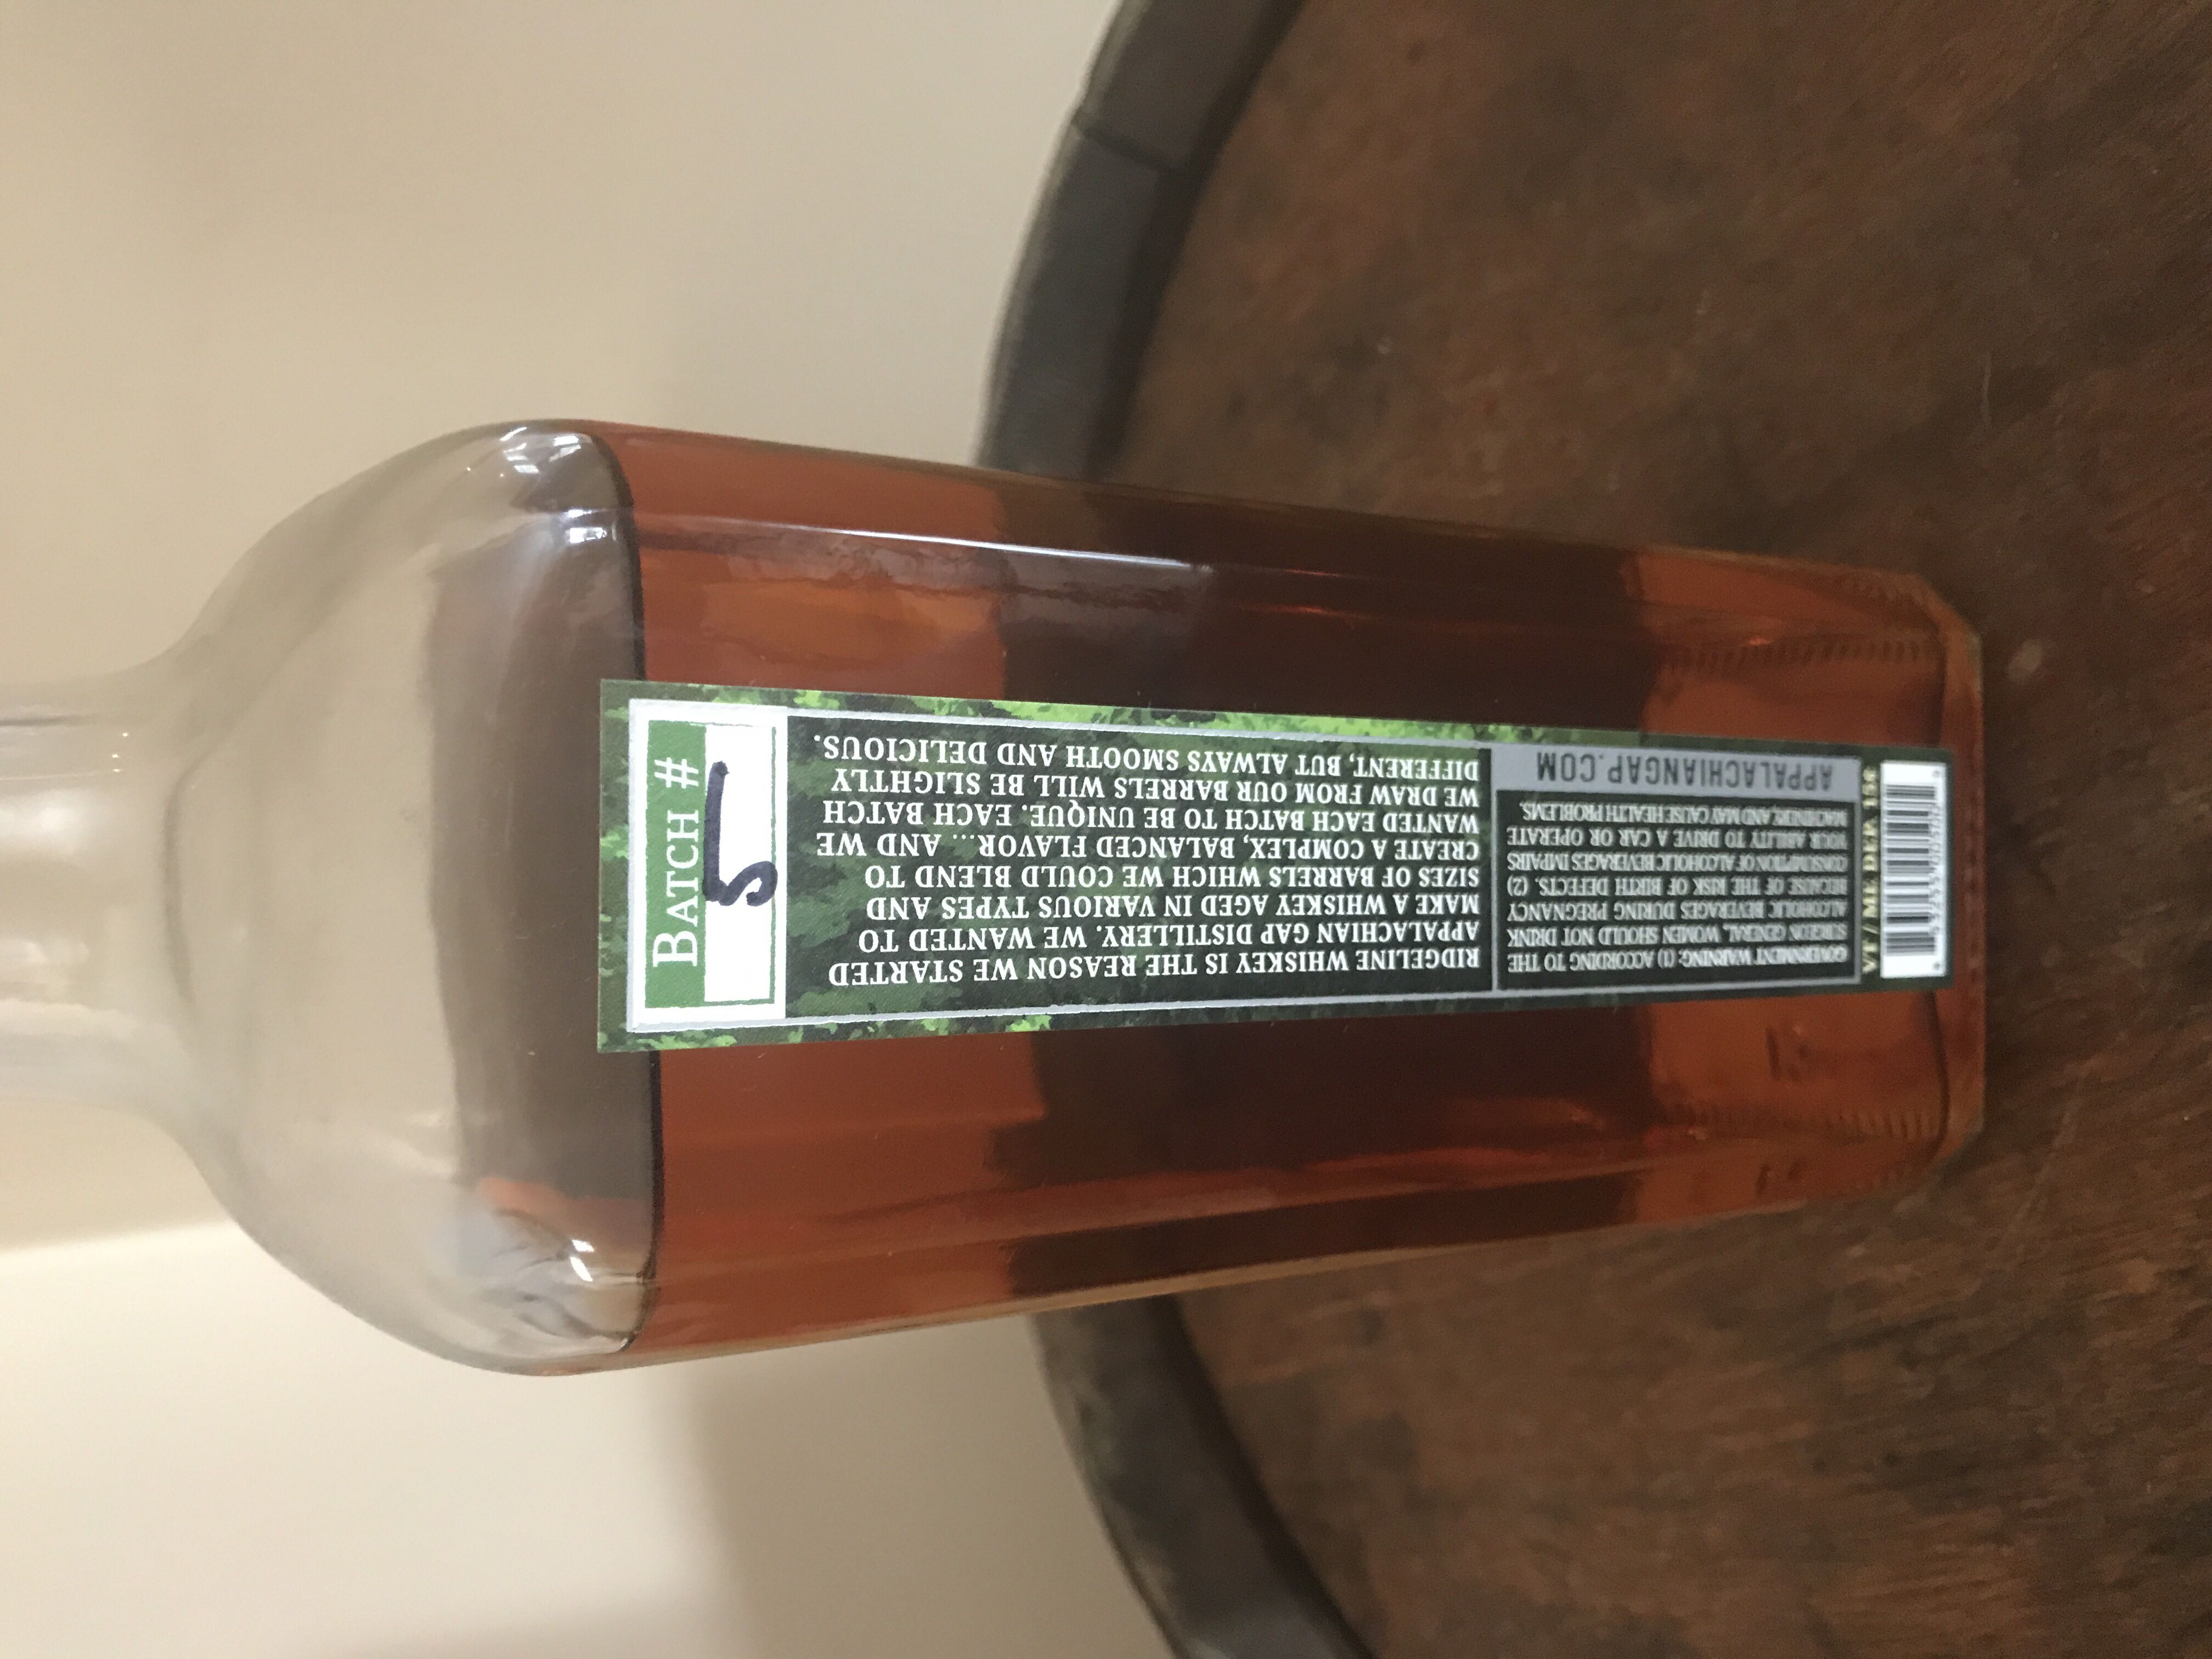 BATCH #
5
RIDGELINE WHISKEY IS THE REASON WE STARTED
APPALACHIAN GAP DISTILLERY. WE WANTED TO
MAKE A WHISKEY AGED IN VARIOUS TYPES AND
SIZES OF BARRELS WHICH WE COULD BLEND TO
CREATE A COMPLEX, BALANCED FLAVOR... AND WE
WANTED EACH BATCH TO BE UNIQUE. EACH BATCH
WE DRAW FROM OUR BARRELS WILL BE SLIGHTLY
DIFFERENT, BUT ALWAYS SMOOTH AND DELICIOUS.
GOVERNMENT WARNING: (1) ACCORDING TO THE
SURGEON GENERAL, WOMEN SHOULD NOT DRINK
ALCOHOLIC BEVERAGES DURING PREGNANCY
BECAUSE OF THE RISK OF BIRTH DEFECTS. (2)
CONSUMPTION OF ALCOHOLIC BEVERAGES IMPAIRS
YOUR ABILITY TO DRIVE A CAR OR OPERATE
MACHINERY, AND MAY CAUSE HEALTH PROBLEMS.
APPALACHIANGAP.COM
VT / ME DEP. 15¢